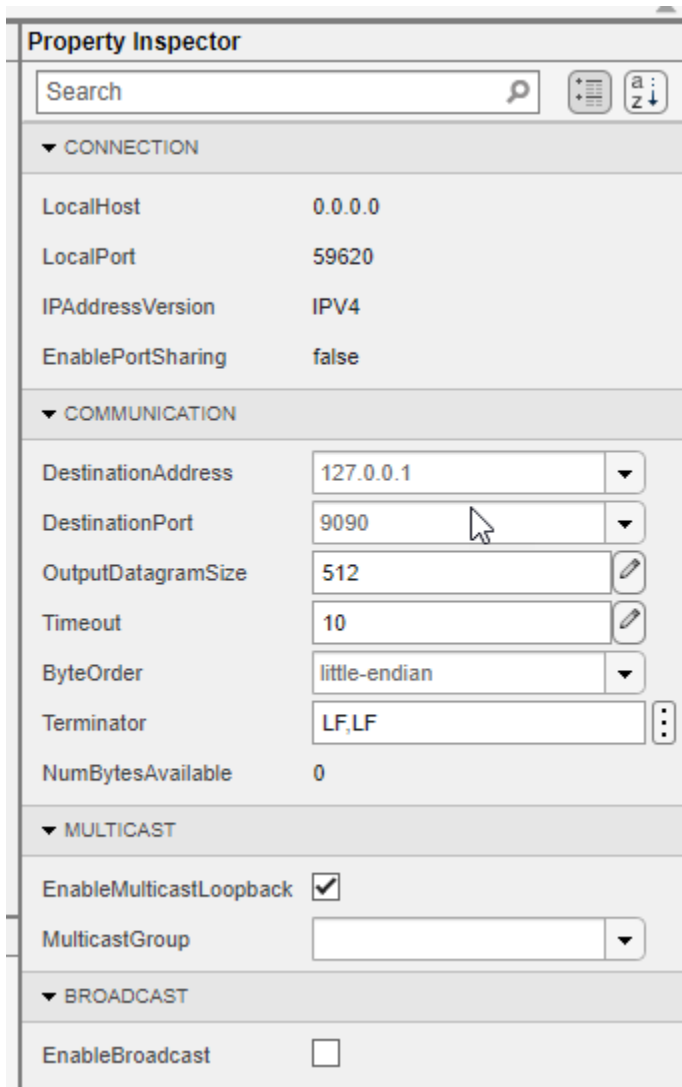 Property Inspector
Search
a
z
CONNECTION
LocalHost 0.0.0.0
LocalPort 59620
IPAddressVersion IPV4
EnablePortSharing false
COMMUNICATION
DestinationAddress 127.0.0.1
DestinationPort 9090
OutputDatagramSize 512
Timeout 10
ByteOrder little-endian
Terminator LF,LF
NumBytesAvailable 0
MULTICAST
EnableMulticastLoopback
MulticastGroup
BROADCAST
EnableBroadcast